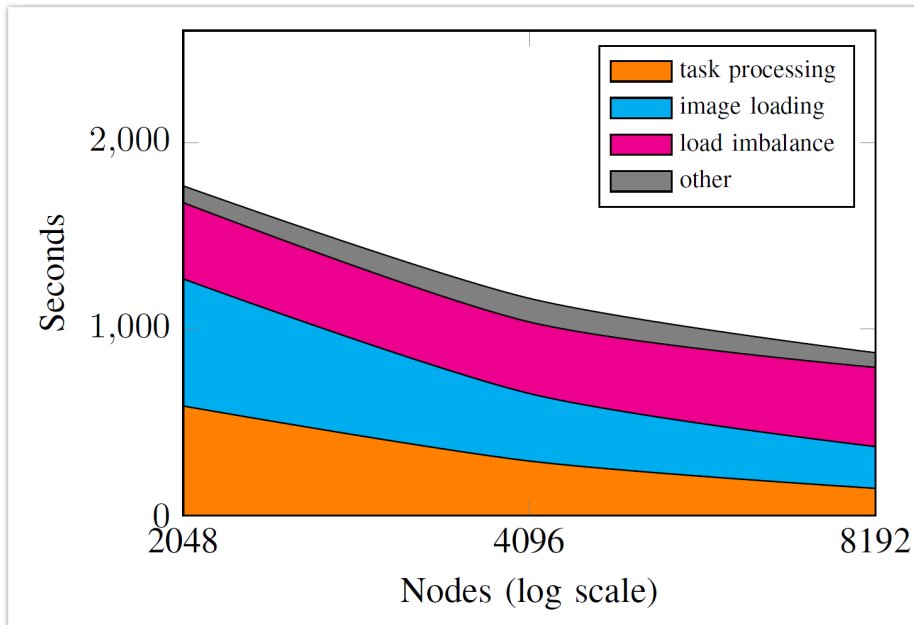 task processing
image loading
load imbalance
other
2,000
1,000
0
Seconds
2048
4096
8192
Nodes (log scale)